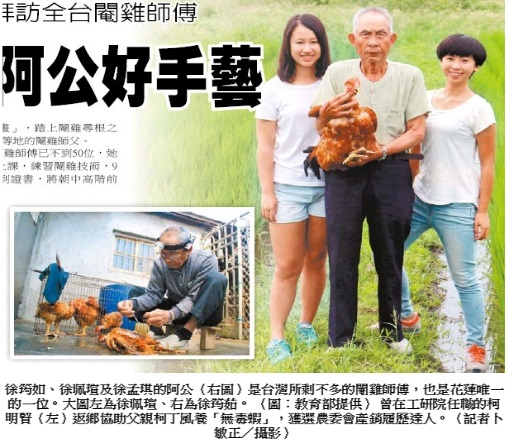 拜訪全台閹雞師傅
阿公好手藝
雞」，踏上閹雞尋根之
等地的閹雞師父。
雞師傅已不到50位，她
上課，練習閹雞技術，9
到證書，將朝中高階前
徐筠如、徐珮瑄及徐孟琪的阿公（右圖）是台灣所剩不多的閹雞師傅，也是花蓮唯一
的一位。大圖左為徐珮瑄、右為徐筠茹。〈圖：教育部提供〉曾在工研院任職的柯
明賢（左）返鄉協助父親柯丁風養「無毒蝦」，獲選農委會產銷履歷達人。（記者卜
敏正／攝影）